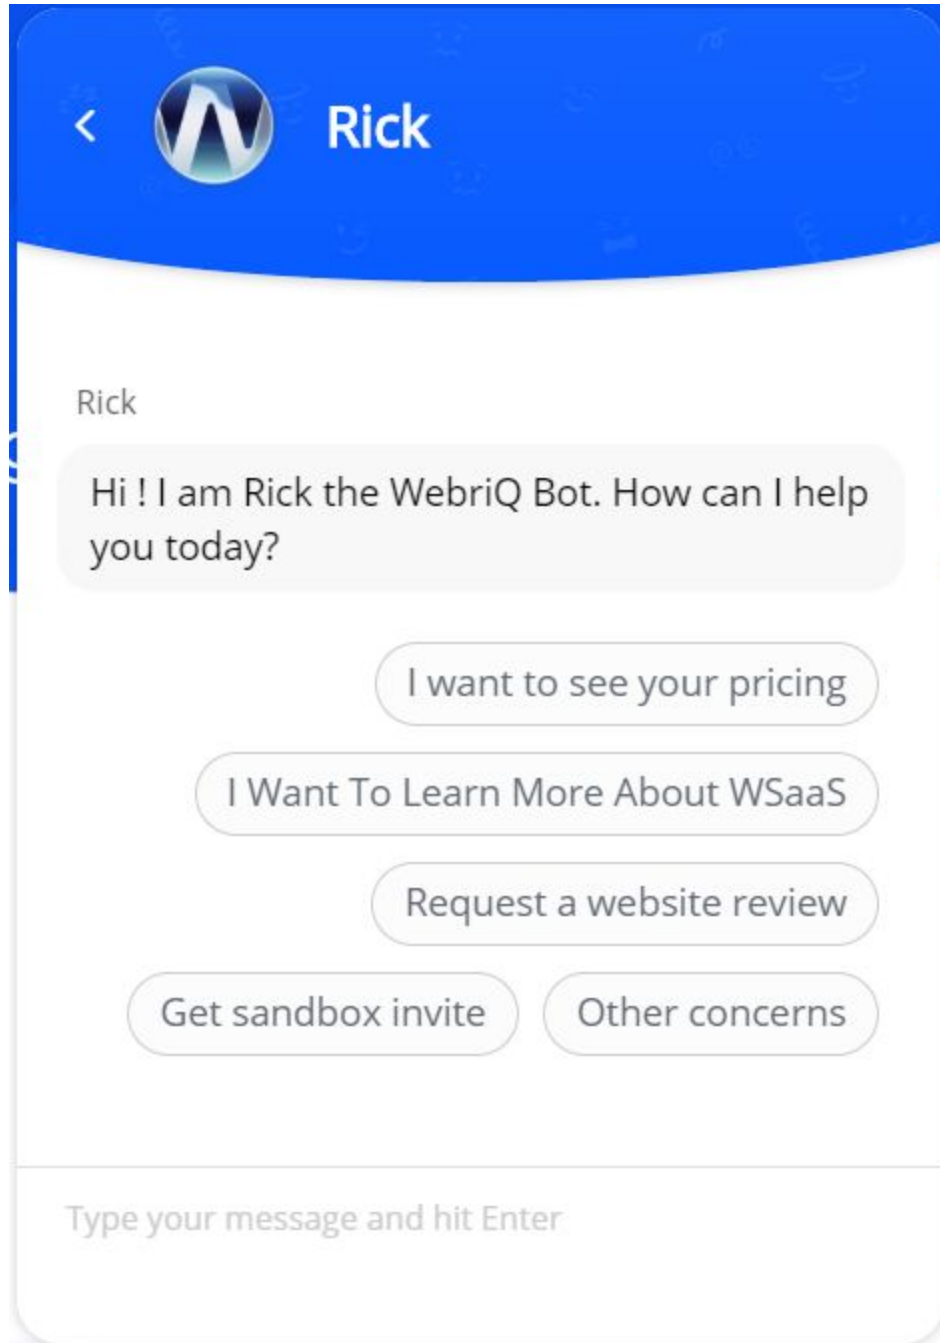 Rick
Rick
Hi ! I am Rick the WebriQ Bot. How can I help
you today?
I want to see your pricing
I Want To Learn More About WSaaS
Request a website review
Get sandbox invite
Other concerns
Type your message and hit Enter